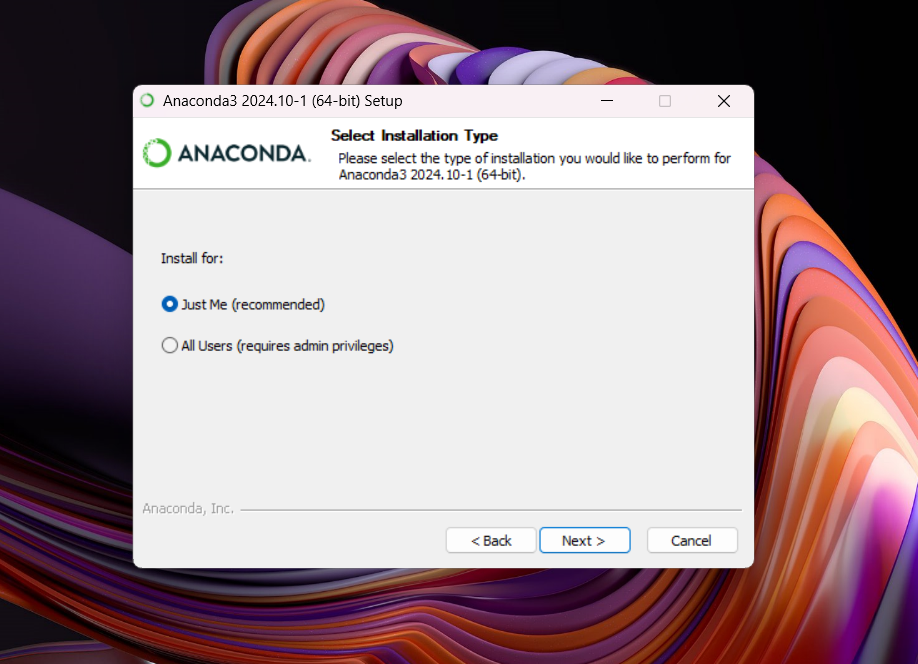 Anaconda3 2024.10-1 (64-bit) Setup
ANACONDA.
Select Installation Type
Please select the type of installation you would like to perform for
Anaconda3 2024.10-1 (64-bit).
Install for:
Just Me (recommended)
All Users (requires admin privileges)
Anaconda, Inc.
< Back
Next >
Cancel